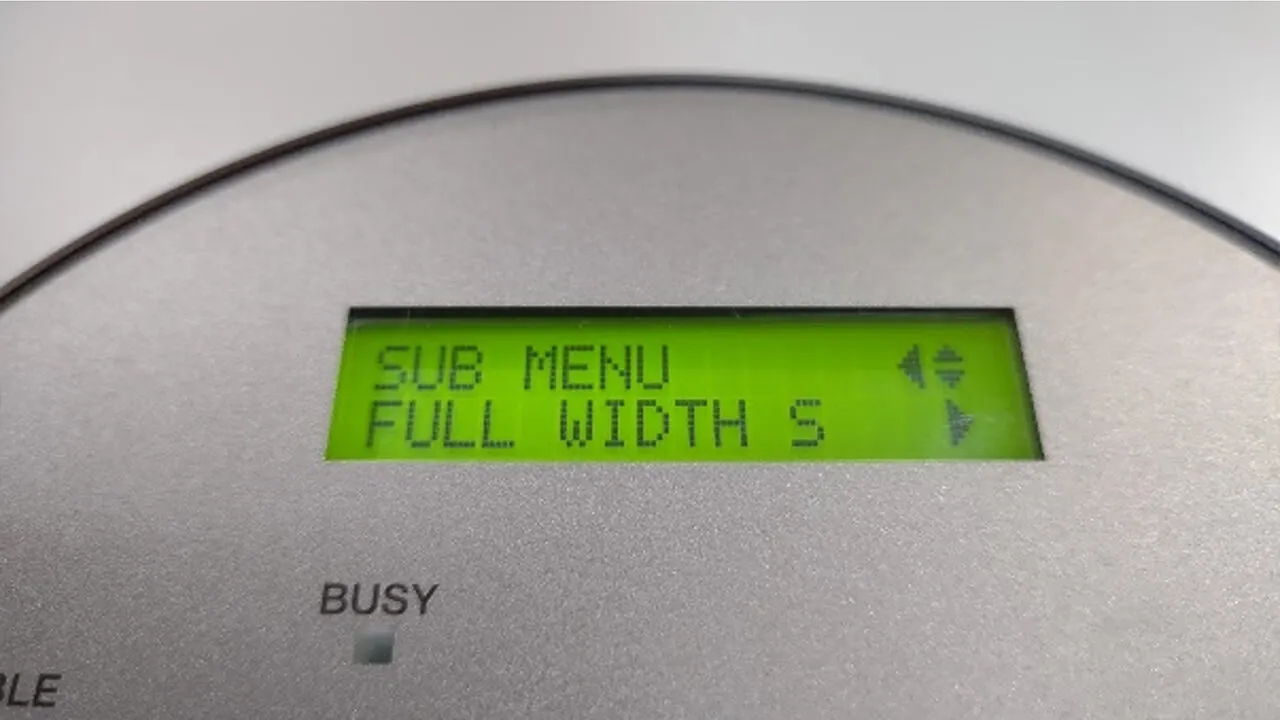 SUB MENU
FULL WIDTH S
BUSY
BLE